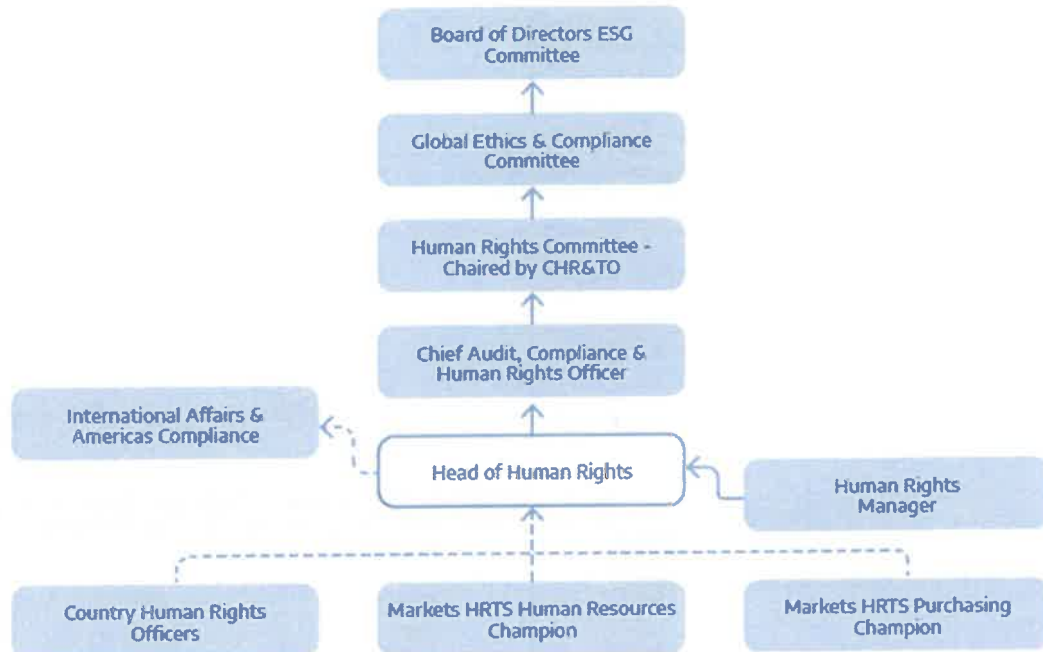 Board of Directors ESG
Committee
Global Ethics & Compliance
Committee
Human Rights Committee -
Chaired by CHR&TO
Chief Audit, Compliance &
Human Rights Officer
International Affairs &
Americas Compliance
Head of Human Rights
Human Rights
Manager
Country Human Rights
Officers
Markets HRTS Human Resources
Champion
Markets HRTS Purchasing
Champion